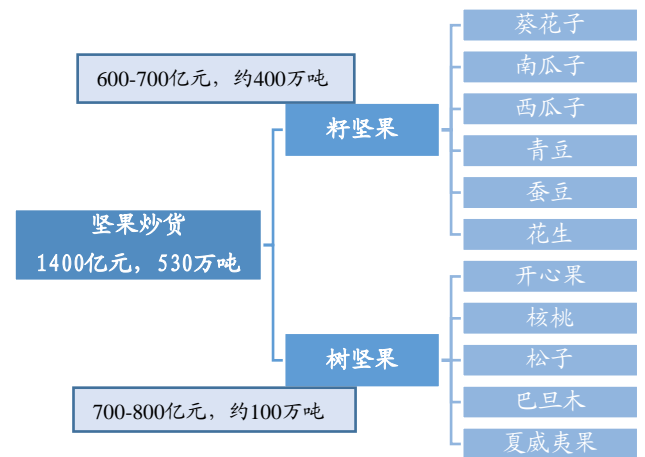 坚果炒货
1400亿元，530万吨
600-700亿元，约400万吨
籽坚果
葵花子
南瓜子
西瓜子
青豆
蚕豆
花生
树坚果
700-800亿元，约100万吨
开心果
核桃
松子
巴旦木
夏威夷果